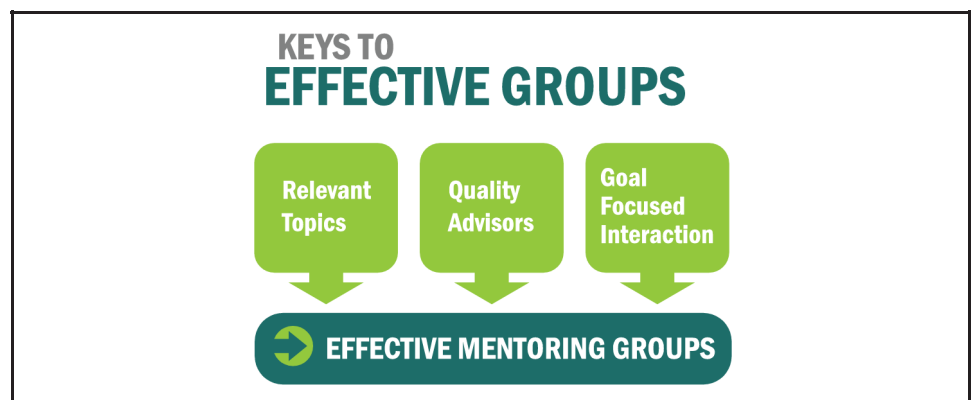 KEYS TO
EFFECTIVE GROUPS
Relevant
Topics
Quality
Advisors
Goal
Focused
Interaction
EFFECTIVE MENTORING GROUPS